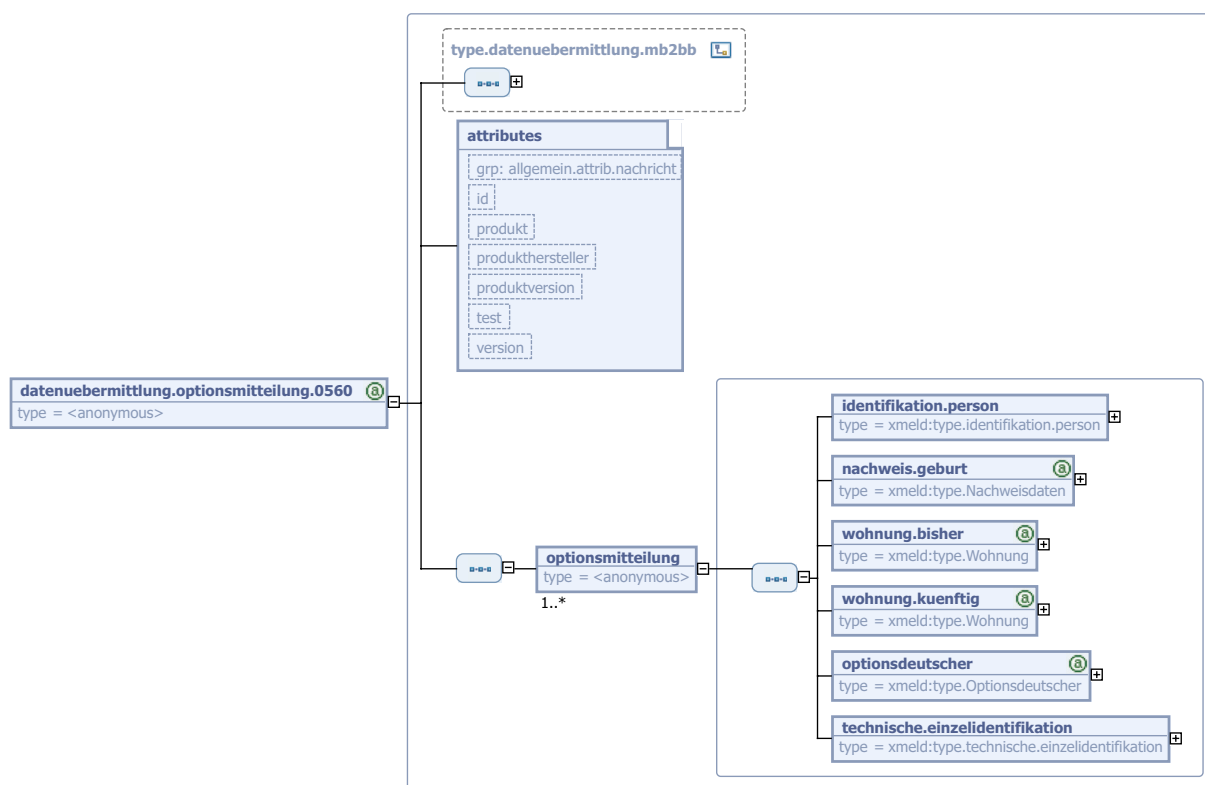 type.datenuebermittlung.mb2bb
attributes
grp: allgemein.attrib.nachricht
id
produkt
produkthersteller
produktversion
test
version
datenuebermittlung.optionsmitteilung.0560 a
type = <anonymous>
optionsmitteilung
type = <anonymous>
1..*
identifikation.person
type = xmeld:type.identifikation.person
nachweis.geburt a
type = xmeld:type.Nachweisdaten
wohnung.bisher a
type = xmeld:type.Wohnung
wohnung.kuenftig a
type = xmeld:type.Wohnung
optionsdeutscher a
type = xmeld:type.Optionsdeutscher
technische.einzelidentifikation
type = xmeld:type.technische.einzelidentifikation